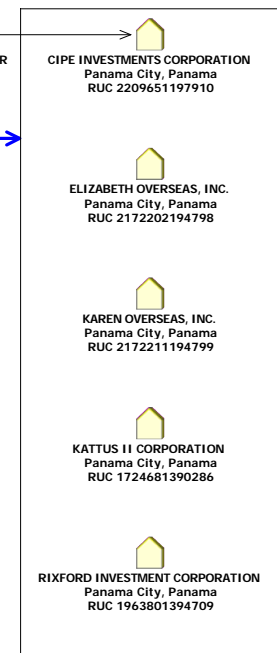 R
CIPE INVESTMENTS CORPORATION
Panama City, Panama
RUC 2209651197910
ELIZABETH OVERSEAS, INC.
Panama City, Panama
RUC 2172202194798
KAREN OVERSEAS, INC.
Panama City, Panama
RUC 2172211194799
KATTUS II CORPORATION
Panama City, Panama
RUC 1724681390286
RIXFORD INVESTMENT CORPORATION
Panama City, Panama
RUC 1963801394709